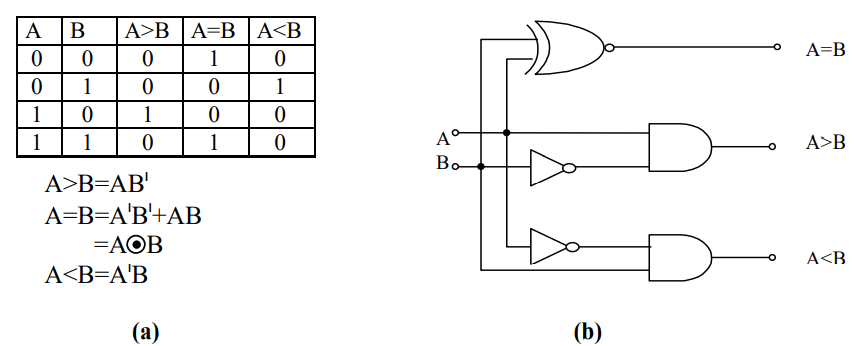 A B A>B A=B A<B
0 0 0 1 0
0 1 0 0 1
1 0 1 0 0
1 1 0 1 0
A>B=AB'
A=B=A'B'+AB
=A⊙B
A<B=A'B
(a)
A=B
A
A>B
B
A<B
(b)